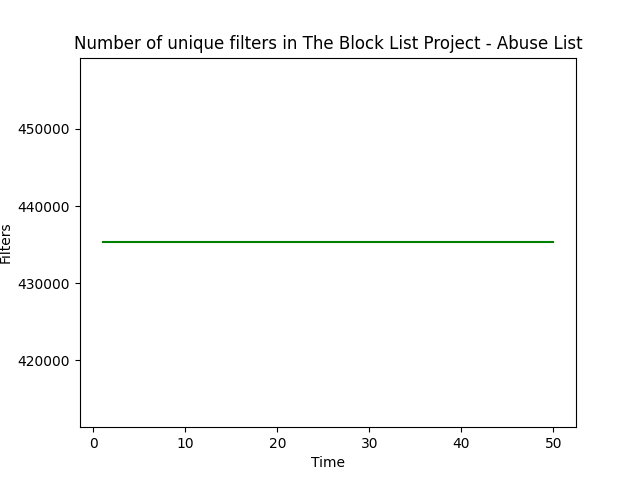 Number of unique filters in The Block List Project - Abuse List
450000
440000
430000
420000
Filters
0 10 20 30 40 50
Time